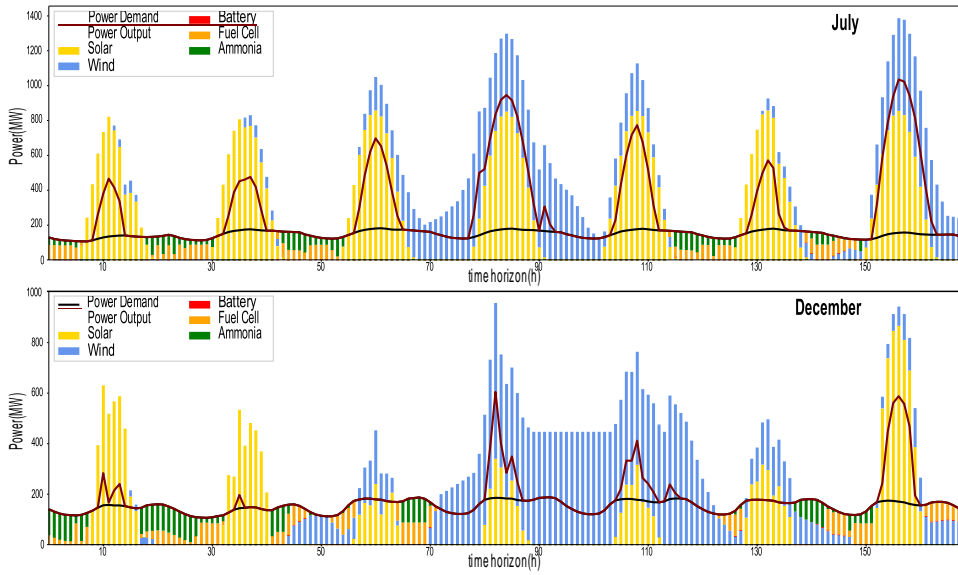 July
Power Demand
Power Output
Solar
Wind
Battery
Fuel Cell
Ammonia
Power(MW)
1400
1200
1000
800
600
400
200
0
10
30
50
70
90
110
130
150
time horizon(h)
December
Power Demand
Power Output
Solar
Wind
Battery
Fuel Cell
Ammonia
Power(MW)
1000
800
600
400
200
0
10
30
50
70
90
110
130
150
time horizon(h)